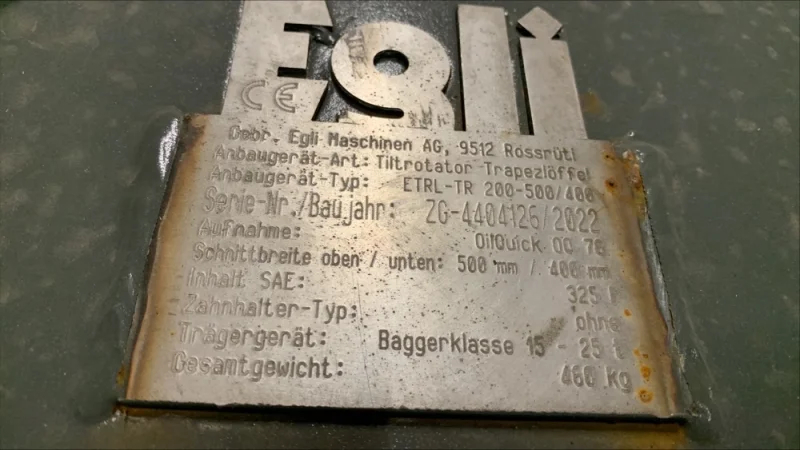 Egli
CE
Gebr. Egli Maschinen AG, 9512 Rossrüti
Anbaugerät-Art: Tiltrotator Trapezlöffel
Anbaugerät-Typ: ETRL-TR 200-500/400
Serie-Nr./Baujahr: ZG-4404126/2022
Aufnahme: OilQuick OQ 70
Schnittbreite oben / unten: 500 mm / 400 mm
Inhalt SAE: 325 l
Zahnhalter-Typ: ohne
Trägergerät: Baggerklasse 15 - 25 t
Gesamtgewicht: 460 Kg